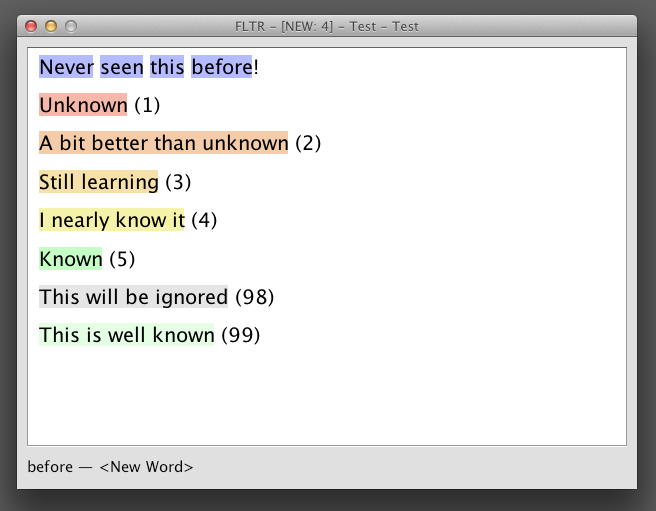 FLTR – [NEW: 4] – Test – Test
Never seen this before!
Unknown (1)
A bit better than unknown (2)
Still learning (3)
I nearly know it (4)
Known (5)
This will be ignored (98)
This is well known (99)
before — <New Word>